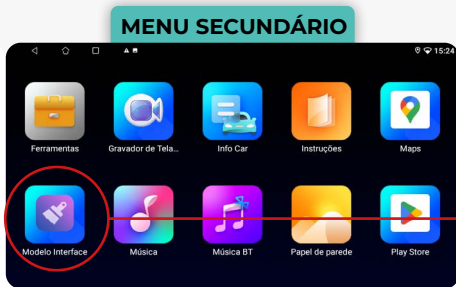 MENU SECUNDÁRIO
15:24
Ferramentas
Gravador de Tela...
Info Car
Instruções
Maps
Modelo Interface
Música
Música BT
Papel de parede
Play Store